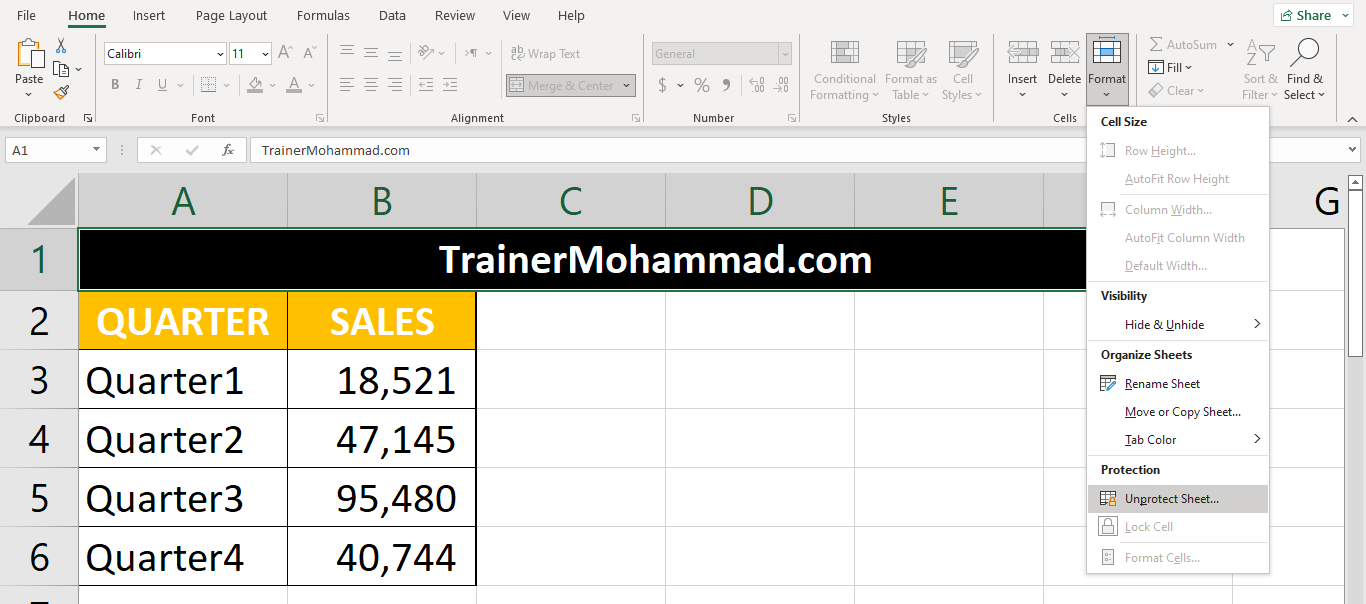 File Home Insert Page Layout Formulas Data Review View Help Share
Calibri 11 Wrap Text General AutoSum
Paste Conditional Formatting Format as Table Cell Styles Insert Delete Format Fill Sort & Filter Find & Select
B I U Merge & Center $ % Clear
Clipboard Font Alignment Number Styles Cells
A1 fx TrainerMohammad.com
A B C D E G
1 TrainerMohammad.com
2 QUARTER SALES
3 Quarter1 18,521
4 Quarter2 47,145
5 Quarter3 95,480
6 Quarter4 40,744
Cell Size
Row Height...
AutoFit Row Height
Column Width...
AutoFit Column Width
Default Width...
Visibility
Hide & Unhide
Organize Sheets
Rename Sheet
Move or Copy Sheet...
Tab Color
Protection
Unprotect Sheet...
Lock Cell
Format Cells...